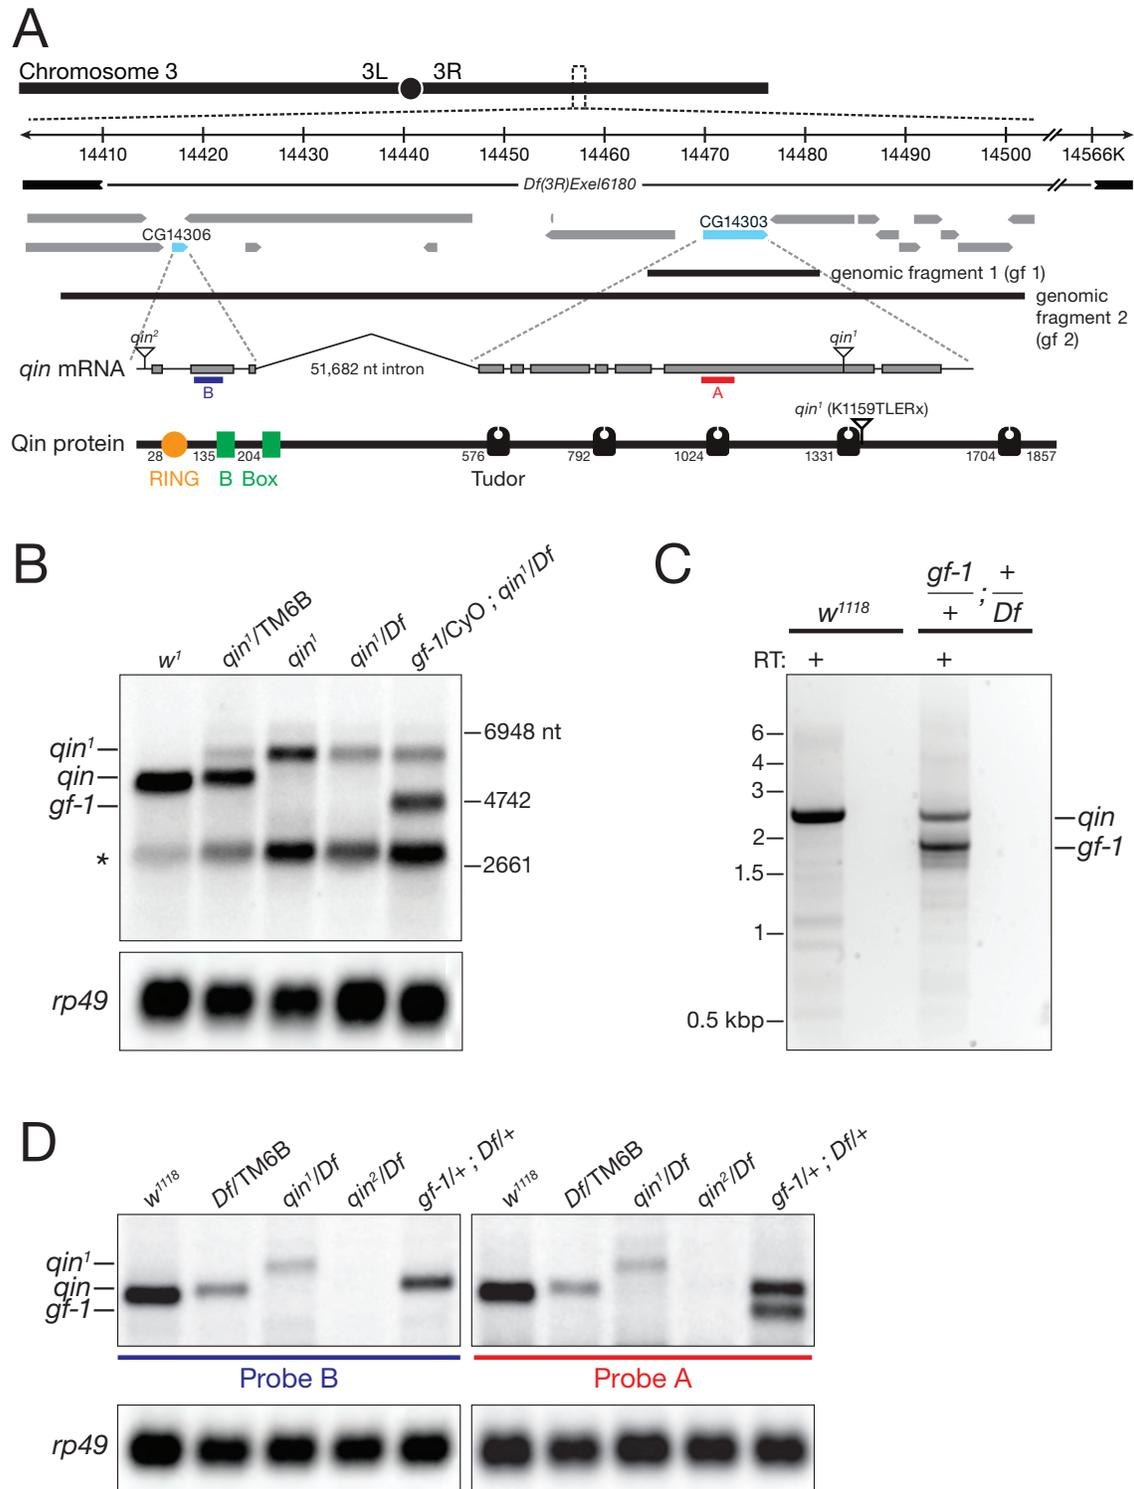 A
Chromosome 3 3L 3R
14410 14420 14430 14440 14450 14460 14470 14480 14490 14500 14566K
Df(3R)Exel6180
CG14306 CG14303
genomic fragment 1 (gf 1)
genomic
fragment 2
(gf 2)
qin² qin¹
qin mRNA 51,682 nt intron
B A
qin¹ (K1159TLERx)
Qin protein
28 135 204 576 792 1024 1331 1704 1857
RING B Box Tudor
B
w¹ qin¹/TM6B qin¹ qin¹/Df gf-1/CyO ; qin¹/Df
qin¹
qin
gf-1
*
6948 nt
4742
2661
rp49
C
w¹¹¹⁸ gf-1/+ ; +/Df
RT: + +
6
4
3
2
1.5
1
0.5 kbp
qin
gf-1
D
w¹¹¹⁸ Df/TM6B qin¹/Df qin²/Df gf-1/+ ; Df/+ w¹¹¹⁸ Df/TM6B qin¹/Df qin²/Df gf-1/+ ; Df/+
qin¹
qin
gf-1
Probe B Probe A
rp49